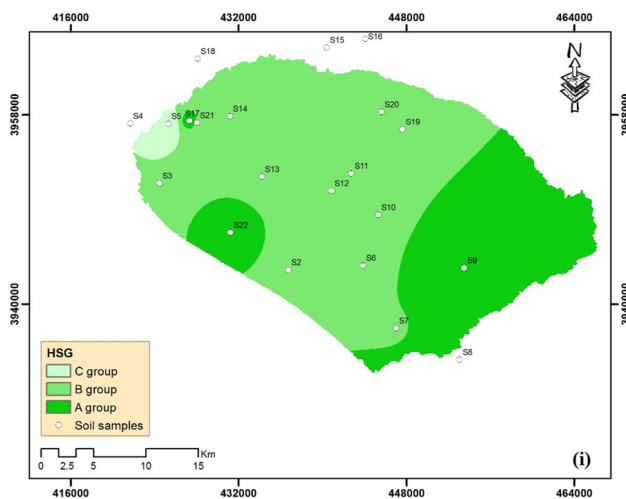 416000 432000 448000 464000
S16
S15
S18
S20
S14
S17
S4 S5 S21
S19
3958000 3958000
S11
S13
S3
S12
S10
S22
S6
S9
S2
3940000 3940000
S7
S8
HSG
C group
B group
A group
Soil samples
Km
0 2.5 5 10 15
(i)
N
416000 432000 448000 464000